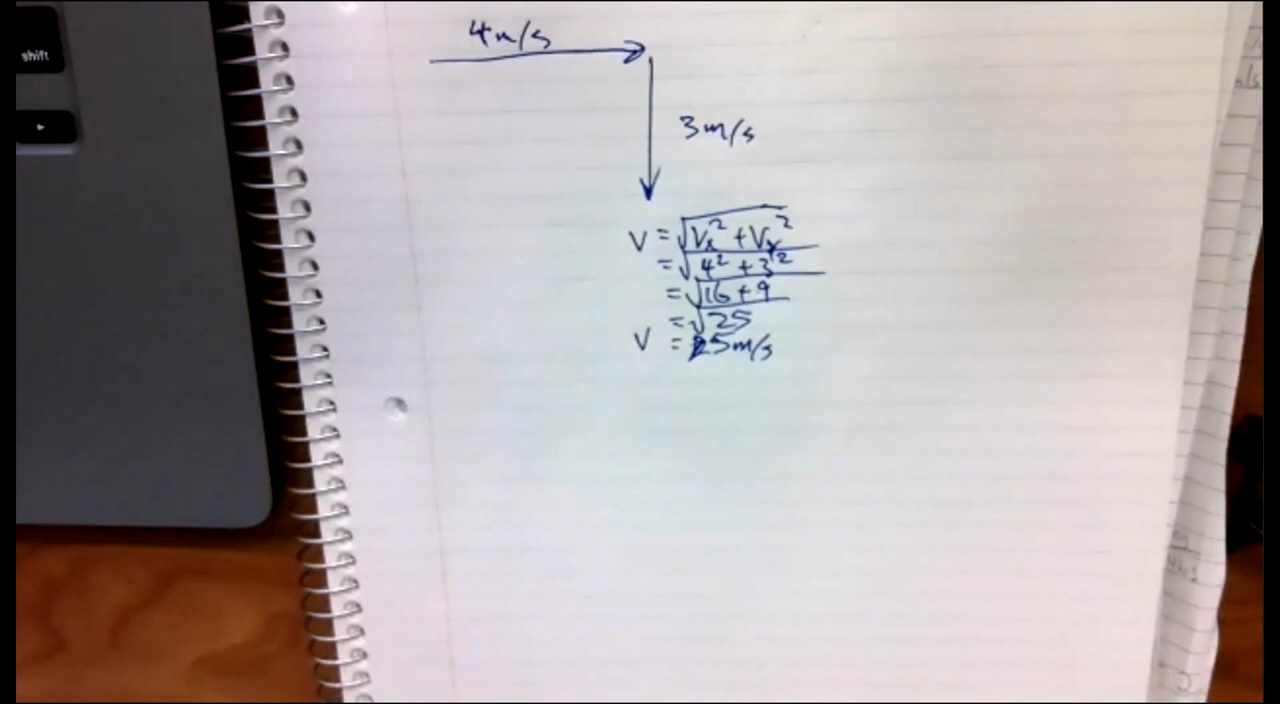 shift
4m/s
3m/s
V = √Vx² + Vy²
= √4² + 3²
= √16 + 9
= √25
V = 5m/s